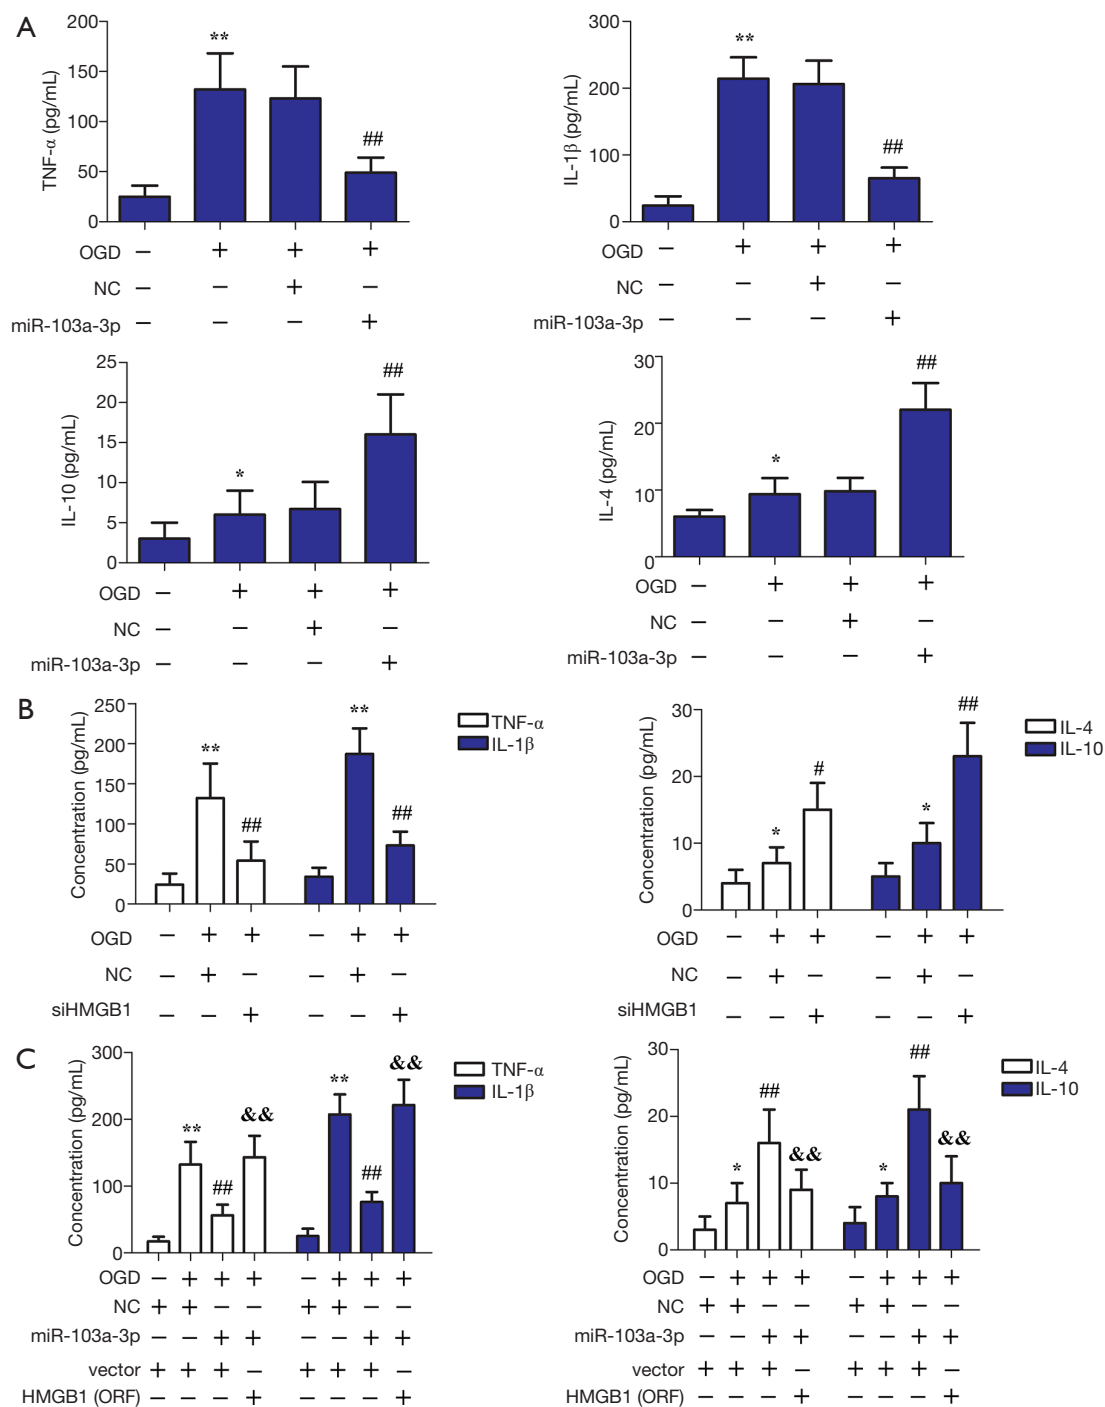 A
200
150
100
50
0
TNF-α (pg/mL)
** ##
OGD − + + +
NC − − + −
miR-103a-3p − − − +
300
200
100
0
IL-1β (pg/mL)
** ##
OGD − + + +
NC − − + −
miR-103a-3p − − − +
25
20
15
10
5
0
IL-10 (pg/mL)
* ##
OGD − + + +
NC − − + −
miR-103a-3p − − − +
30
20
10
0
IL-4 (pg/mL)
* ##
OGD − + + +
NC − − + −
miR-103a-3p − − − +
B
250
200
150
100
50
0
Concentration (pg/mL)
** ## ** ##
TNF-α
IL-1β
OGD − + + − + +
NC − + − − + −
siHMGB1 − − + − − +
30
20
10
0
Concentration (pg/mL)
* # * ##
IL-4
IL-10
OGD − + + − + +
NC − + − − + −
siHMGB1 − − + − − +
C
300
200
100
0
Concentration (pg/mL)
** ## && ** ## &&
TNF-α
IL-1β
OGD − + + + − + + +
NC + + − − + + − −
miR-103a-3p − − + + − − + +
vector + + + − + + + −
HMGB1 (ORF) − − − + − − − +
30
20
10
0
Concentration (pg/mL)
* ## && * ## &&
IL-4
IL-10
OGD − + + + − + + +
NC + + − − + + − −
miR-103a-3p − − + + − − + +
vector + + + − + + + −
HMGB1 (ORF) − − − + − − − +